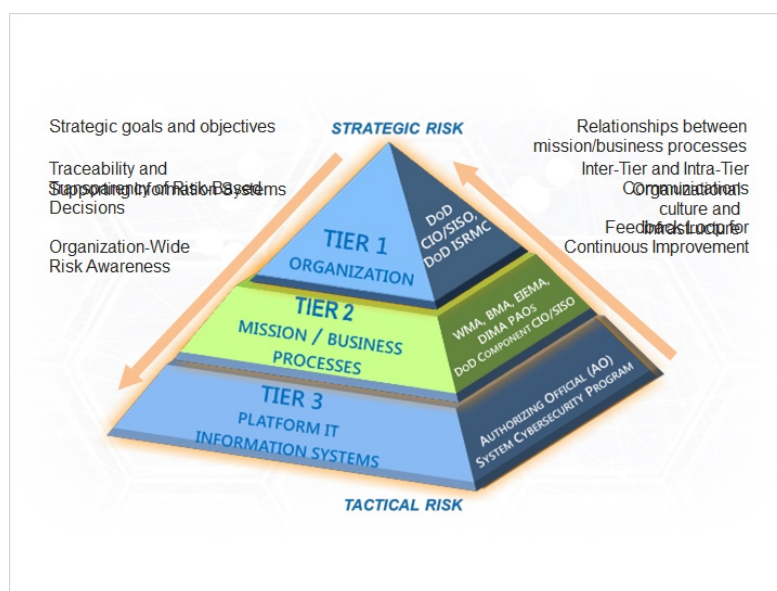 Strategic goals and objectives
Traceability and
Transparency of Risk-Based
Decisions
Supporting Information Systems
Organization-Wide
Risk Awareness
STRATEGIC RISK
Relationships between
mission/business processes
Inter-Tier and Intra-Tier
Communications
Organizational
culture and
Infrastructure
Feedback Loop for
Continuous Improvement
TIER 1
ORGANIZATION
DoD
CIO/SISO,
DoD ISRMC
TIER 2
MISSION / BUSINESS
PROCESSES
WMA, BMA, EIEMA,
DIMA PAOs
DoD COMPONENT CIO/SISO
TIER 3
PLATFORM IT
INFORMATION SYSTEMS
AUTHORIZING OFFICIAL (AO)
SYSTEM CYBERSECURITY PROGRAM
TACTICAL RISK